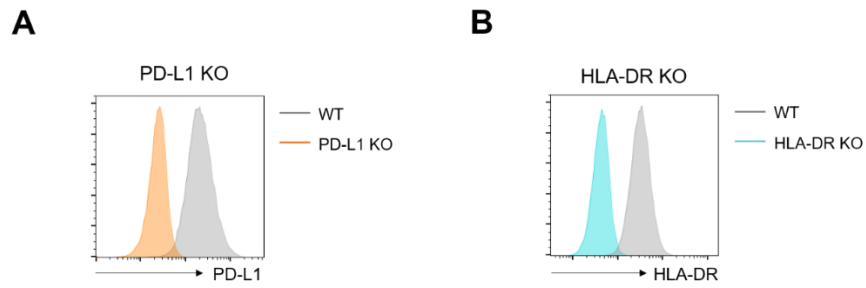 A
PD-L1 KO
WT
PD-L1 KO
PD-L1
B
HLA-DR KO
WT
HLA-DR KO
HLA-DR